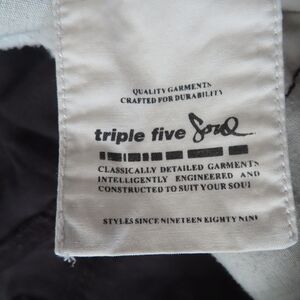 QUALITY GARMENTS
CRAFTED FOR DURABILITY
triple five Soul
CLASSICALLY DETAILED GARMENTS
INTELLIGENTLY ENGINEERED AND
CONSTRUCTED TO SUIT YOUR SOUL
STYLES SINCE NINETEEN EIGHTY NINE